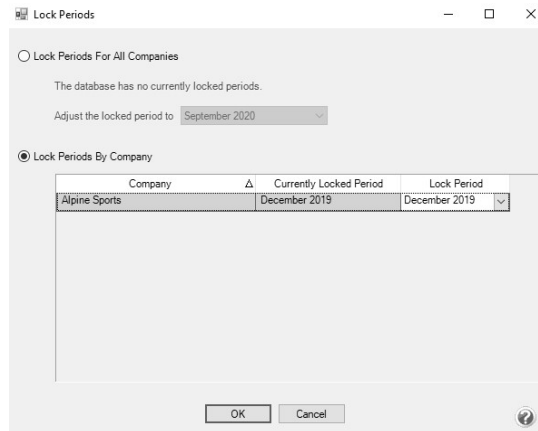 Lock Periods
Lock Periods For All Companies
The database has no currently locked periods.
Adjust the locked period to September 2020
Lock Periods By Company
Company Currently Locked Period Lock Period
Alpine Sports December 2019 December 2019
OK Cancel